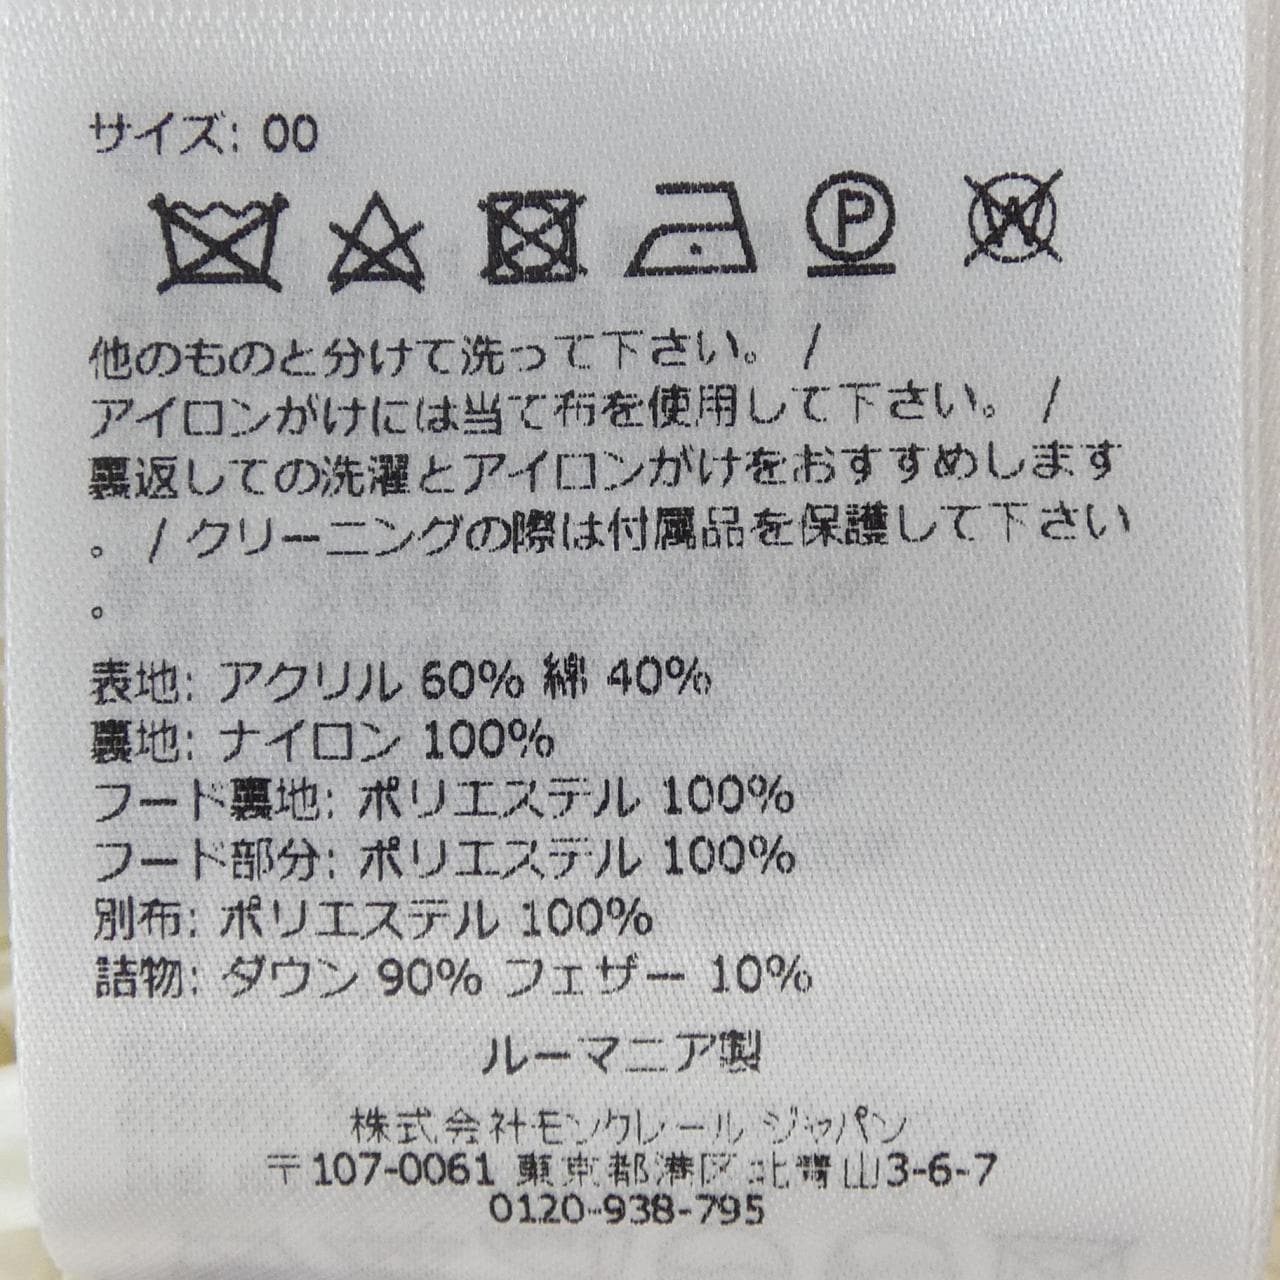 サイズ: 00
P
W
他のものと分けて洗って下さい。 /
アイロンがけには当て布を使用して下さい。 /
裏返しての洗濯とアイロンがけをおすすめします
。 / クリーニングの際は付属品を保護して下さい
。
表地: アクリル 60% 綿 40%
裏地: ナイロン 100%
フード裏地: ポリエステル 100%
フード部分: ポリエステル 100%
別布: ポリエステル 100%
詰物: ダウン 90% フェザー 10%
ルーマニア製
株式会社モンクレール ジャパン
〒107-0061 東京都港区北青山3-6-7
0120-938-795